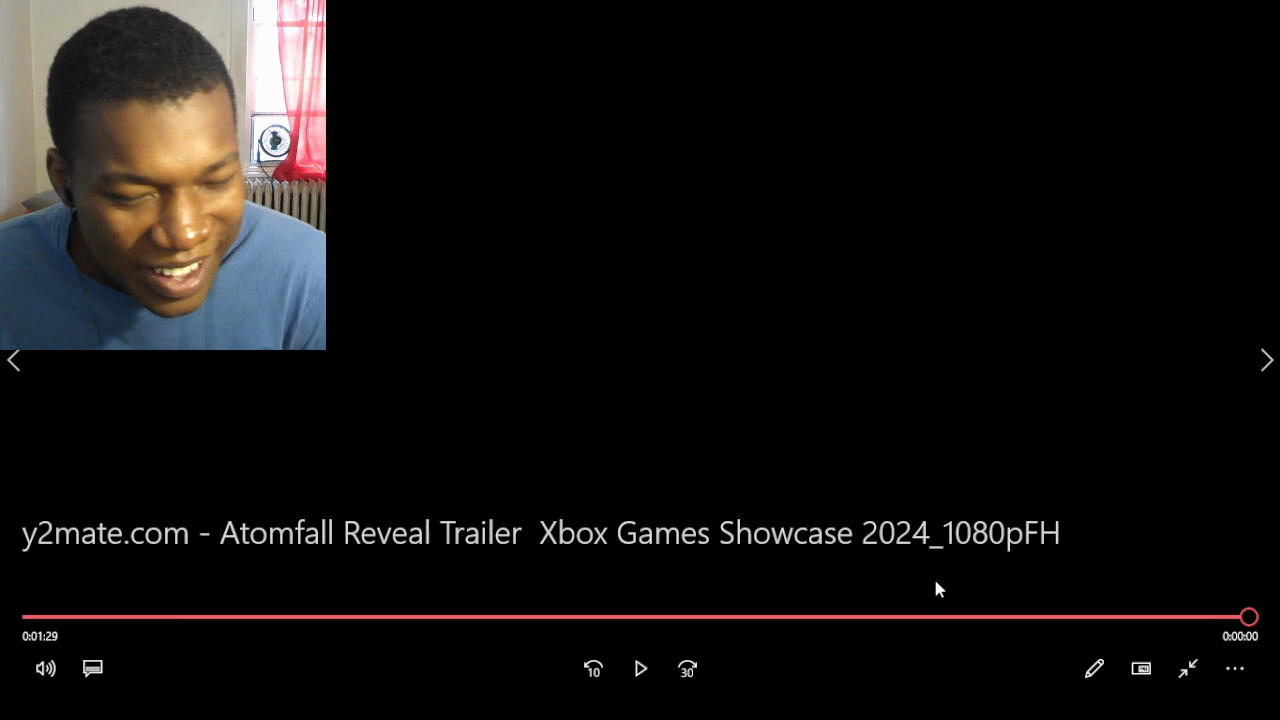 y2mate.com - Atomfall Reveal Trailer  Xbox Games Showcase 2024_1080pFH
0:01:29
0:00:00
10
30